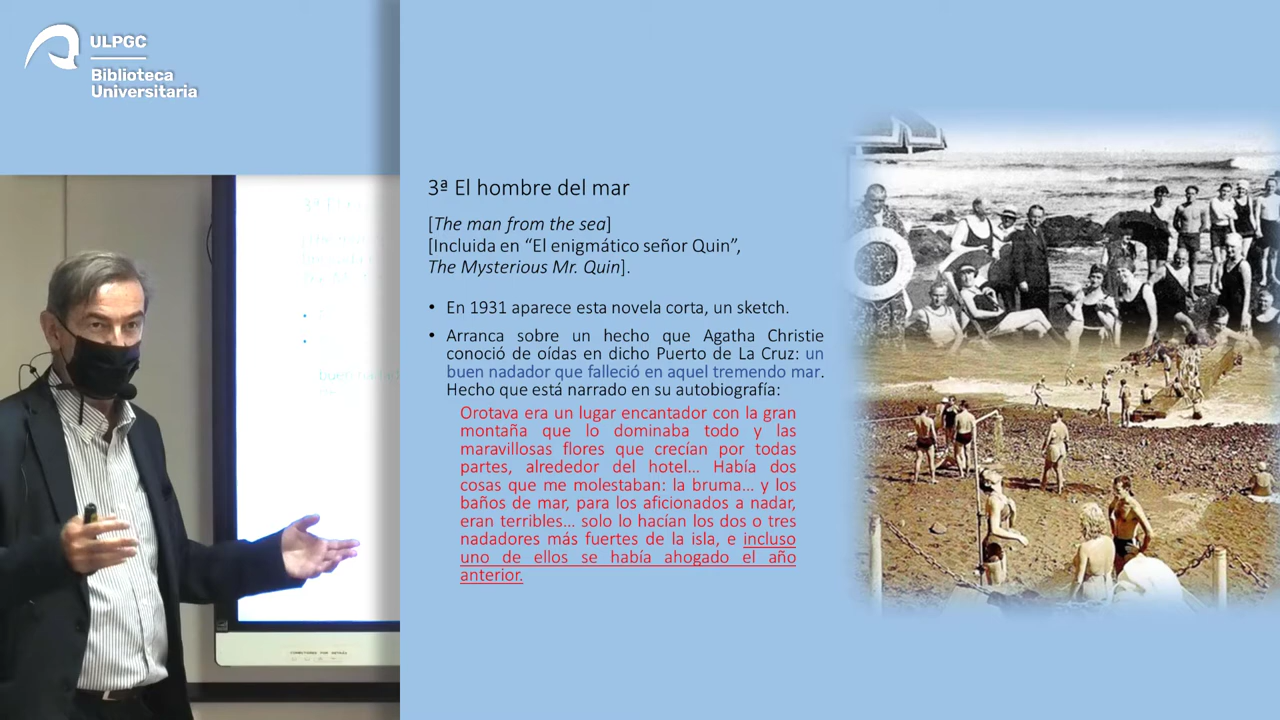 ULPGC
Biblioteca
Universitaria
3ª El hombre del mar
[The man from the sea]
[Incluida en “El enigmático señor Quin”,
The Mysterious Mr. Quin].
• En 1931 aparece esta novela corta, un sketch.
• Arranca sobre un hecho que Agatha Christie
conoció de oídas en dicho Puerto de La Cruz: un
buen nadador que falleció en aquel tremendo mar.
Hecho que está narrado en su autobiografía:
Orotava era un lugar encantador con la gran
montaña que lo dominaba todo y las
maravillosas flores que crecían por todas
partes, alrededor del hotel... Había dos
cosas que me molestaban: la bruma... y los
baños de mar, para los aficionados a nadar,
eran terribles... solo lo hacían los dos o tres
nadadores más fuertes de la isla, e incluso
uno de ellos se había ahogado el año
anterior.